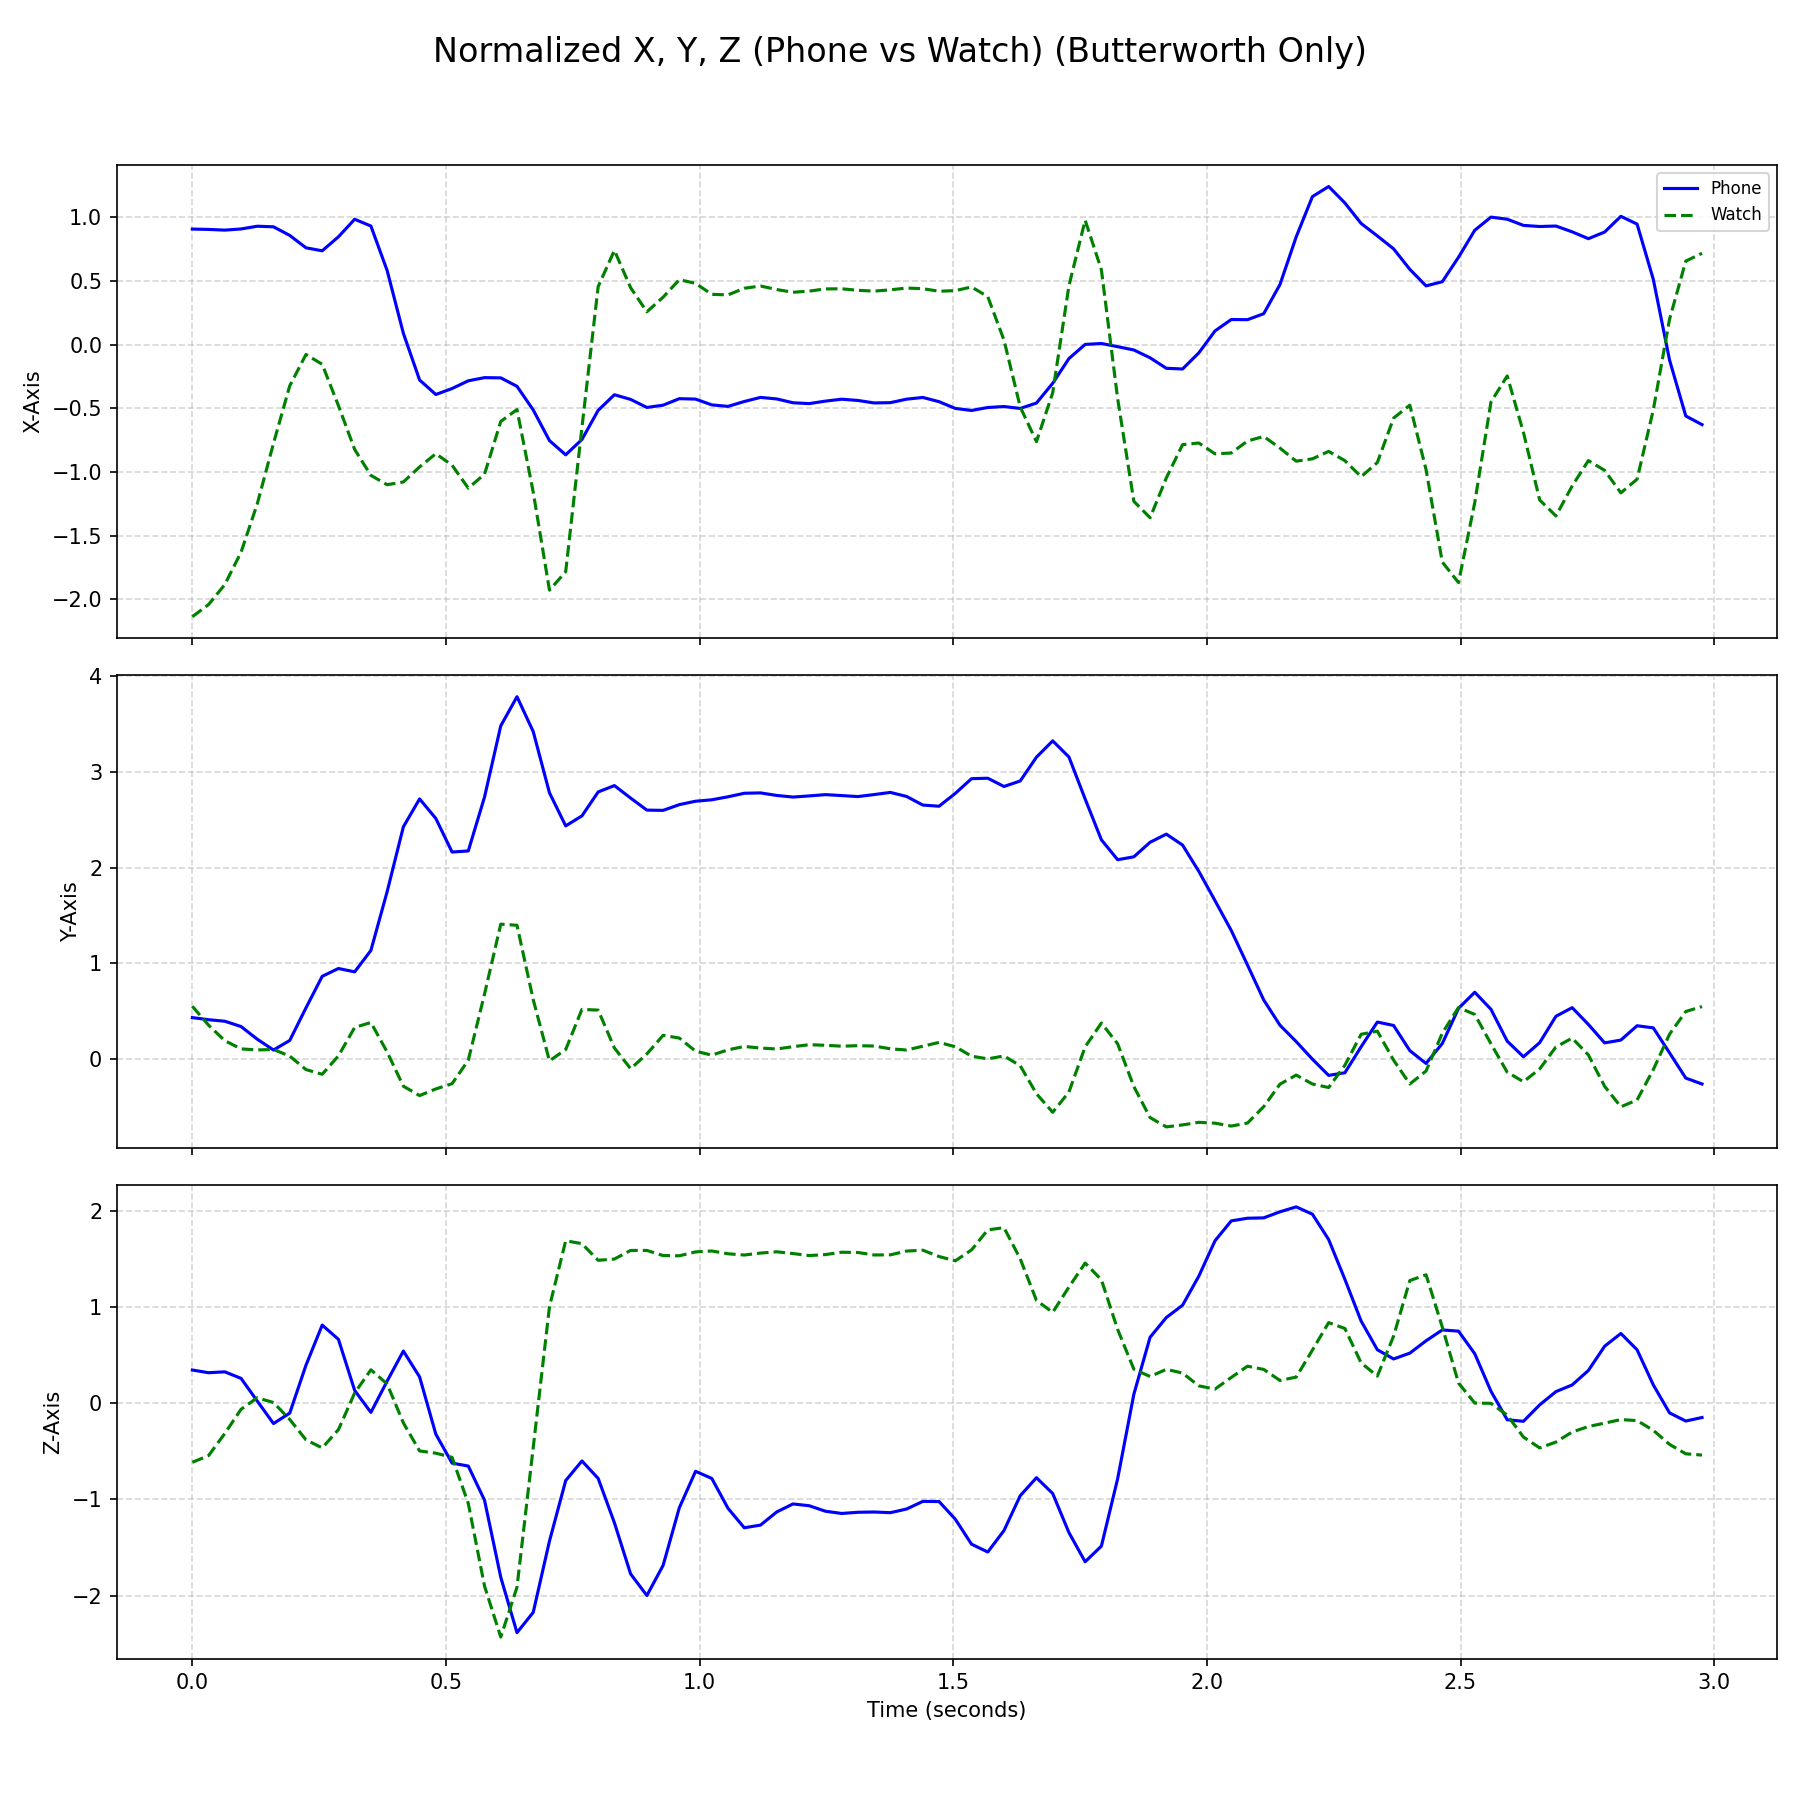 Normalized X, Y, Z (Phone vs Watch) (Butterworth Only)
Phone
Watch
1.0
0.5
0.0
−0.5
−1.0
−1.5
−2.0
X-Axis
4
3
2
1
0
Y-Axis
2
1
0
−1
−2
Z-Axis
0.0 0.5 1.0 1.5 2.0 2.5 3.0
Time (seconds)